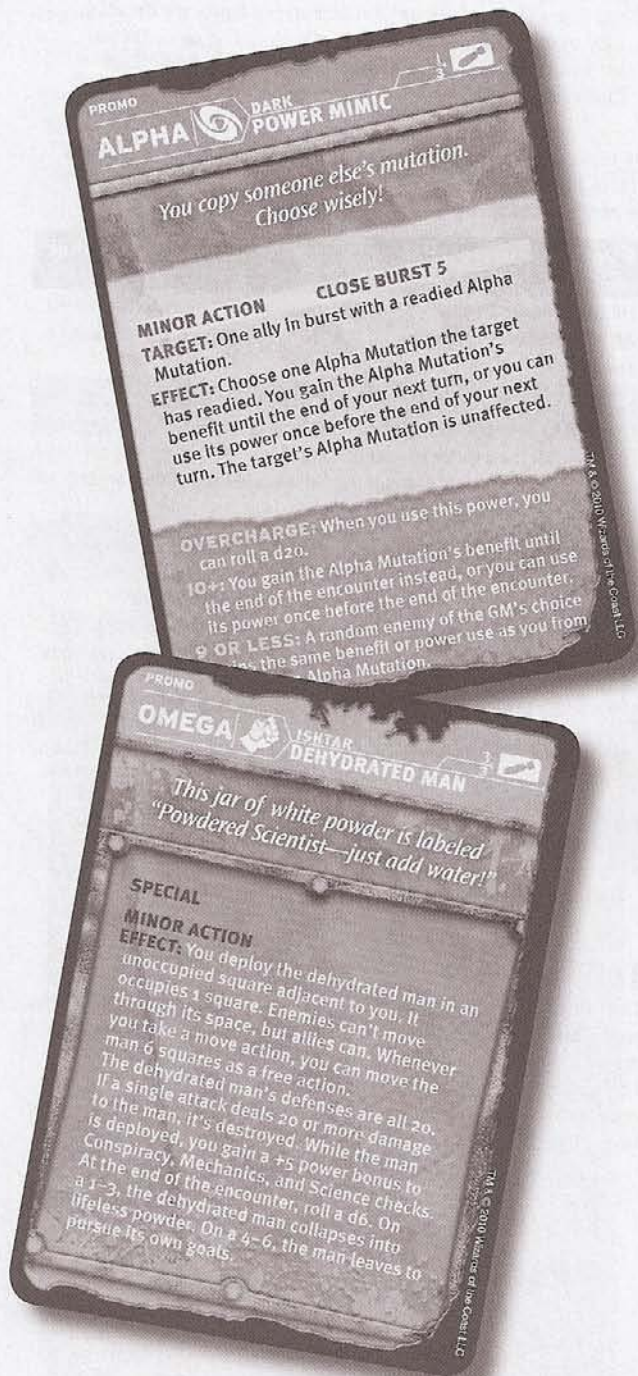 PROMO
ALPHA
DARK
POWER MIMIC
L
3
You copy someone else's mutation.
Choose wisely!
MINOR ACTION CLOSE BURST 5
TARGET: One ally in burst with a readied Alpha
Mutation.
EFFECT: Choose one Alpha Mutation the target
has readied. You gain the Alpha Mutation's
benefit until the end of your next turn, or you can
use its power once before the end of your next
turn. The target's Alpha Mutation is unaffected.
OVERCHARGE: When you use this power, you
can roll a d20.
10+: You gain the Alpha Mutation's benefit until
the end of the encounter instead, or you can use
its power once before the end of the encounter.
9 OR LESS: A random enemy of the GM's choice
the same benefit or power use as you from
Alpha Mutation.
TM & © 2010 Wizards of the Coast LLC
PROMO
OMEGA
ISHTAR
DEHYDRATED MAN
3
3
This jar of white powder is labeled
"Powdered Scientist—just add water!"
SPECIAL
MINOR ACTION
EFFECT: You deploy the dehydrated man in an
unoccupied square adjacent to you. It
occupies 1 square. Enemies can't move
through its space, but allies can. Whenever
you take a move action, you can move the
man 6 squares as a free action.
The dehydrated man's defenses are all 20.
If a single attack deals 20 or more damage
to the man, it's destroyed. While the man
is deployed, you gain a +5 power bonus to
Conspiracy, Mechanics, and Science checks.
At the end of the encounter, roll a d6. On
a 1–3, the dehydrated man collapses into
lifeless powder. On a 4–6, the man leaves to
pursue its own goals.
TM & © 2010 Wizards of the Coast LLC